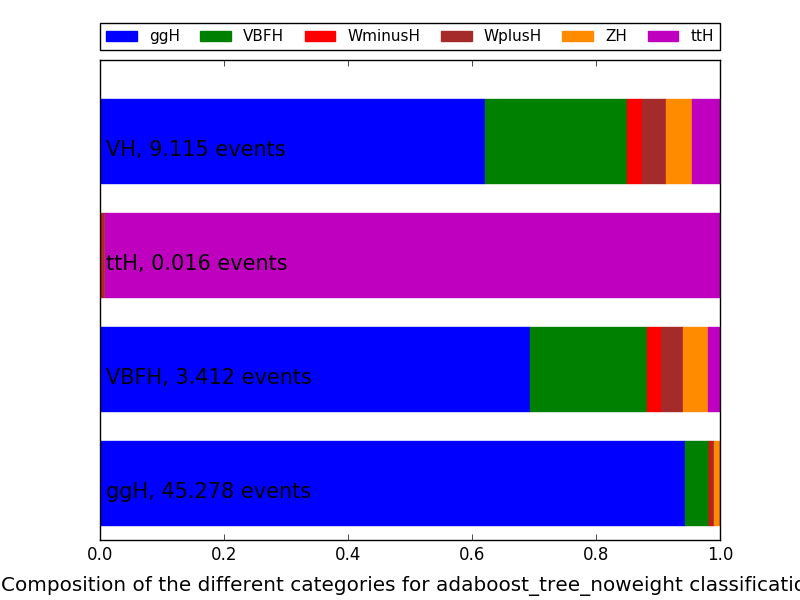 ggH VBFH WminusH WplusH ZH ttH
VH, 9.115 events
ttH, 0.016 events
VBFH, 3.412 events
ggH, 45.278 events
0.0 0.2 0.4 0.6 0.8 1.0
Composition of the different categories for adaboost_tree_noweight classificatio